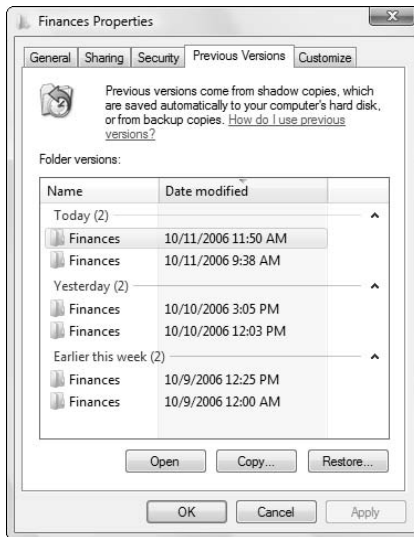 Finances Properties
General Sharing Security Previous Versions Customize
Previous versions come from shadow copies, which
are saved automatically to your computer's hard disk,
or from backup copies. How do I use previous
versions?
Folder versions:
Name Date modified
Today (2)
Finances 10/11/2006 11:50 AM
Finances 10/11/2006 9:38 AM
Yesterday (2)
Finances 10/10/2006 3:05 PM
Finances 10/10/2006 12:03 PM
Earlier this week (2)
Finances 10/9/2006 12:25 PM
Finances 10/9/2006 12:00 AM
Open Copy... Restore...
OK Cancel Apply